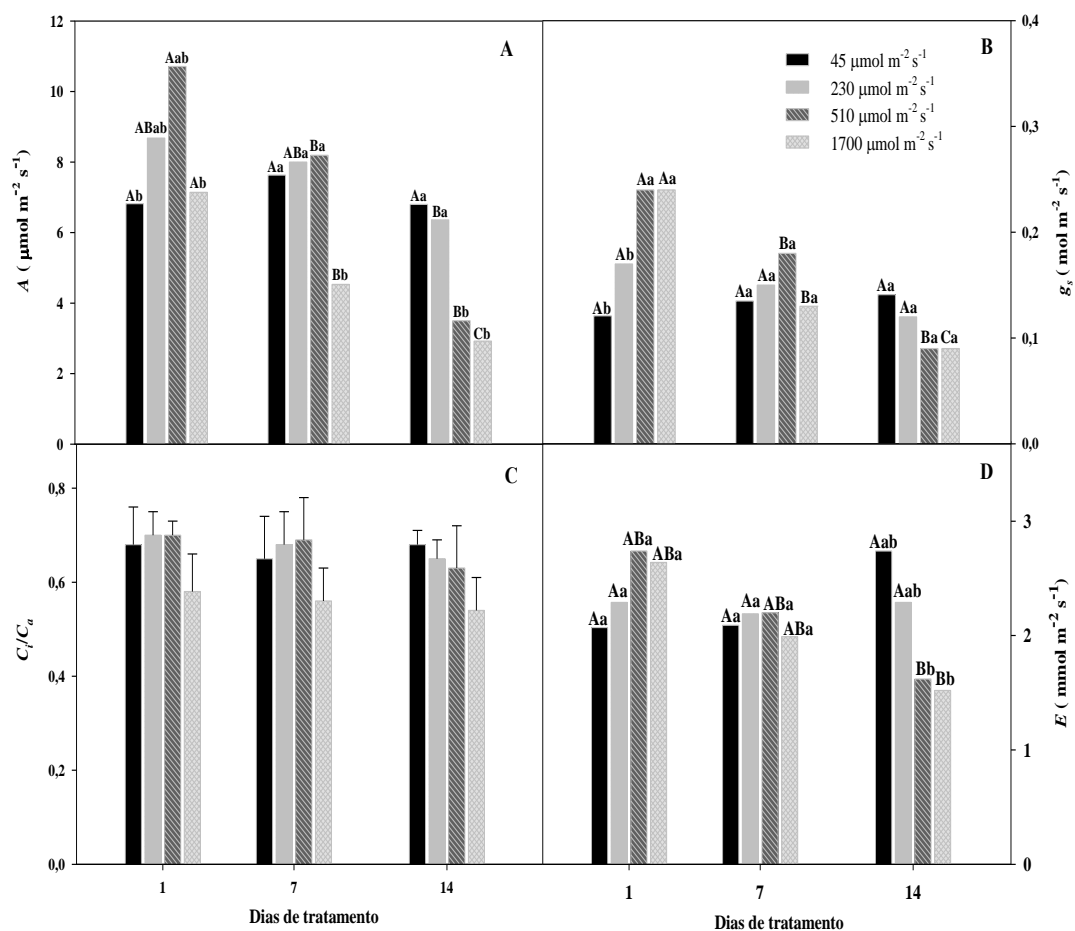 A
12
10
8
6
4
2
0
A ( μmol m⁻² s⁻¹)
Ab
ABab
Aab
Ab
Aa
ABa
Ba
Bb
Aa
Ba
Bb
Cb
B
45 μmol m⁻² s⁻¹
230 μmol m⁻² s⁻¹
510 μmol m⁻² s⁻¹
1700 μmol m⁻² s⁻¹
0,4
0,3
0,2
0,1
0,0
gs ( mol m⁻² s⁻¹)
Ab
Ab
Aa
Aa
Aa
Aa
Ba
Ba
Aa
Aa
Ba
Ca
C
0,8
0,6
0,4
0,2
0,0
Ci/Ca
1
7
14
Dias de tratamento
D
3
2
1
0
E ( mmol m⁻² s⁻¹)
Aa
Aa
ABa
ABa
Aa
Aa
ABa
ABa
Aab
Aab
Bb
Bb
1
7
14
Dias de tratamento